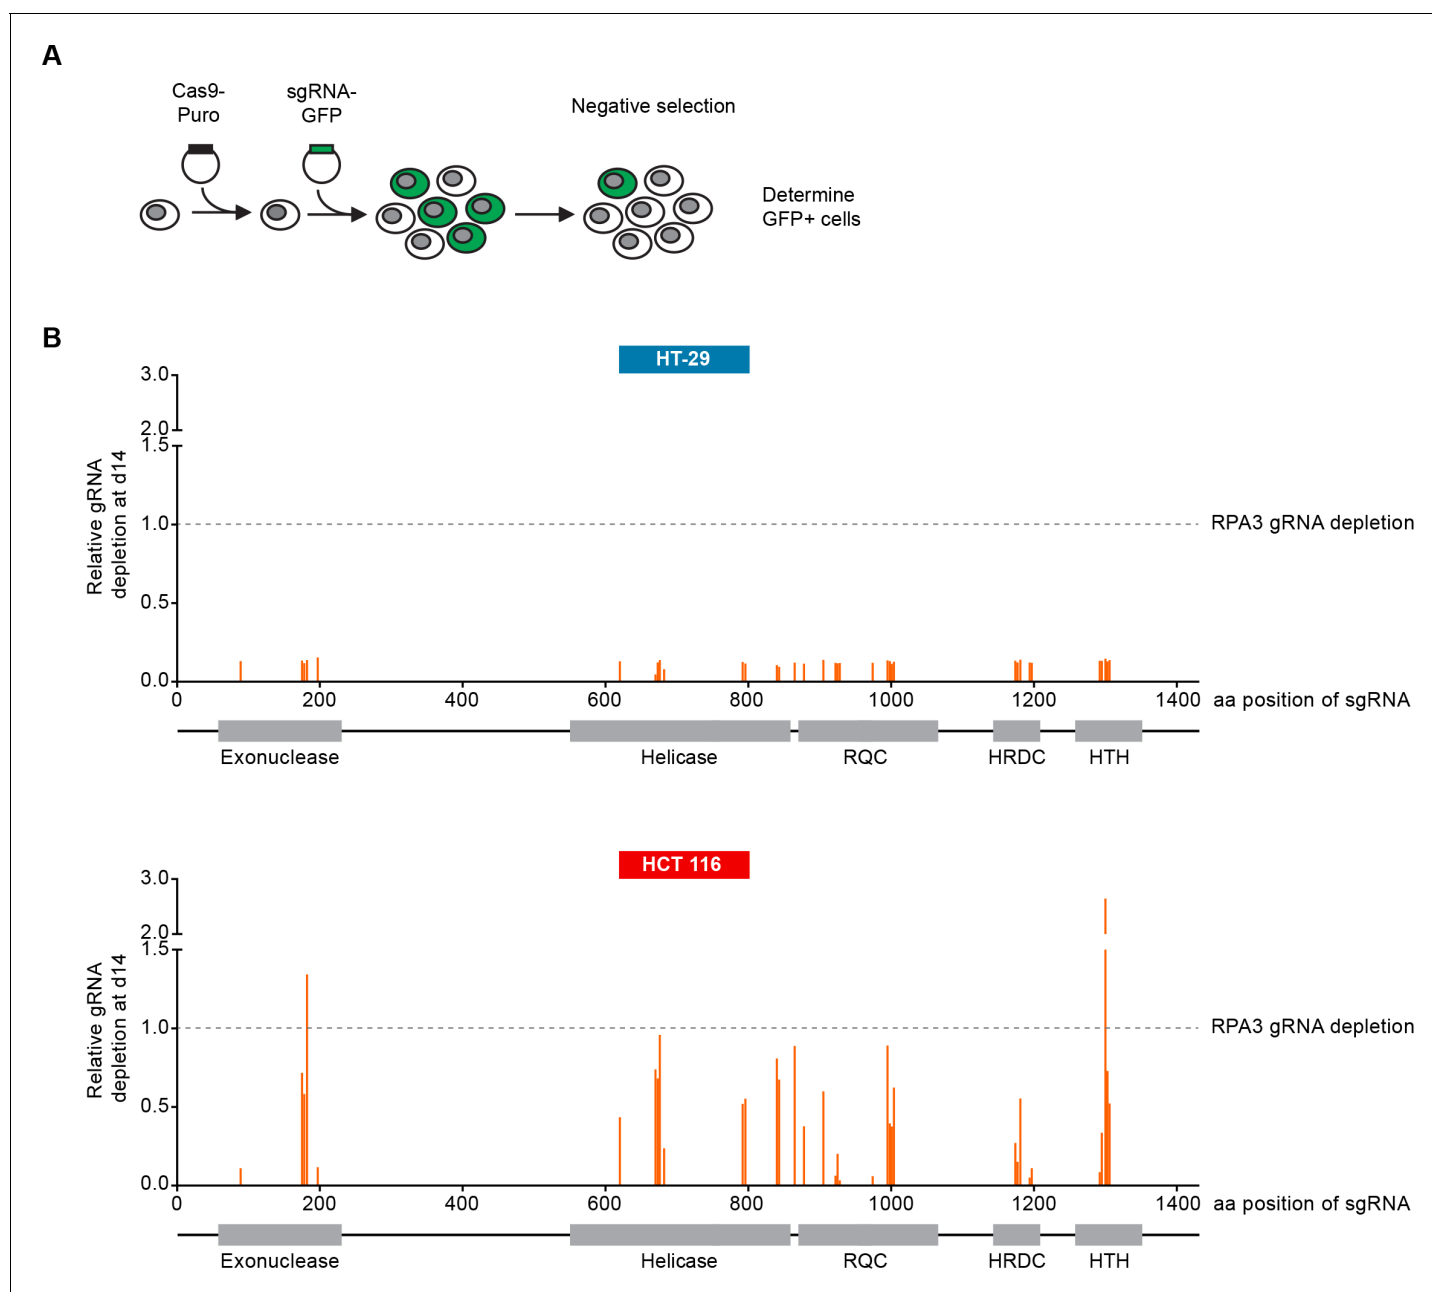 A
Cas9-
Puro
sgRNA-
GFP
Negative selection
Determine
GFP+ cells
B
HT-29
3.0
2.0
1.5
1.0
0.5
0.0
Relative gRNA
depletion at d14
RPA3 gRNA depletion
0 200 400 600 800 1000 1200 1400 aa position of sgRNA
Exonuclease Helicase RQC HRDC HTH
HCT 116
3.0
2.0
1.5
1.0
0.5
0.0
Relative gRNA
depletion at d14
RPA3 gRNA depletion
0 200 400 600 800 1000 1200 1400 aa position of sgRNA
Exonuclease Helicase RQC HRDC HTH